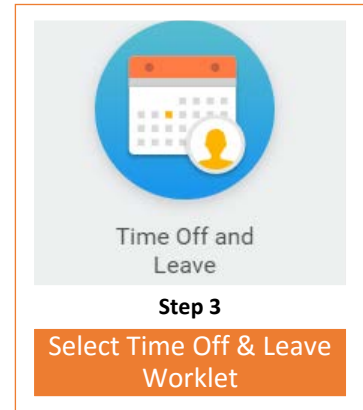 Time Off and
Leave
Step 3
Select Time Off & Leave
Worklet